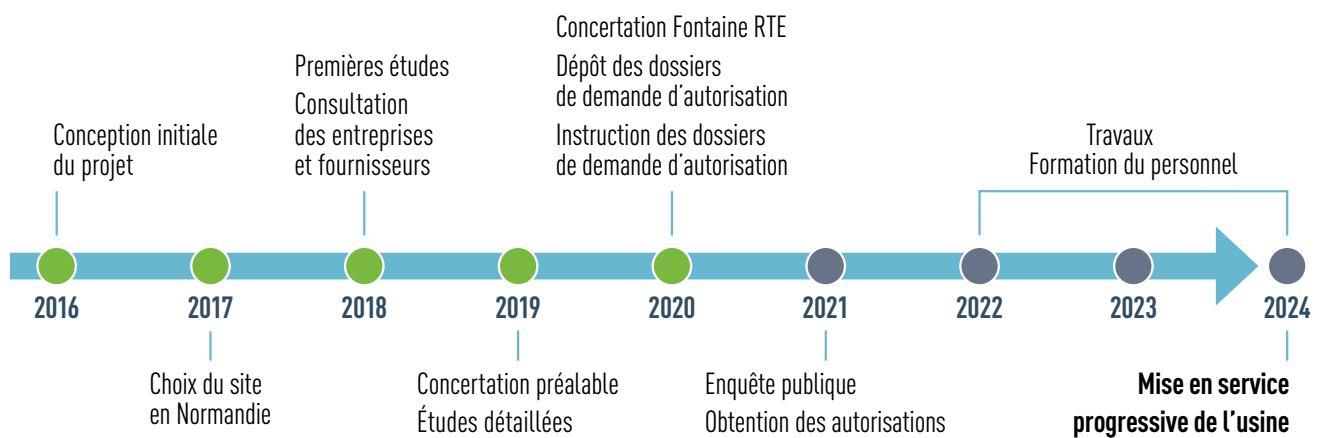 Conception initiale
du projet
Premières études
Consultation
des entreprises
et fournisseurs
Concertation Fontaine RTE
Dépôt des dossiers
de demande d'autorisation
Instruction des dossiers
de demande d'autorisation
Travaux
Formation du personnel
2016
2017
2018
2019
2020
2021
2022
2023
2024
Choix du site
en Normandie
Concertation préalable
Études détaillées
Enquête publique
Obtention des autorisations
Mise en service
progressive de l'usine